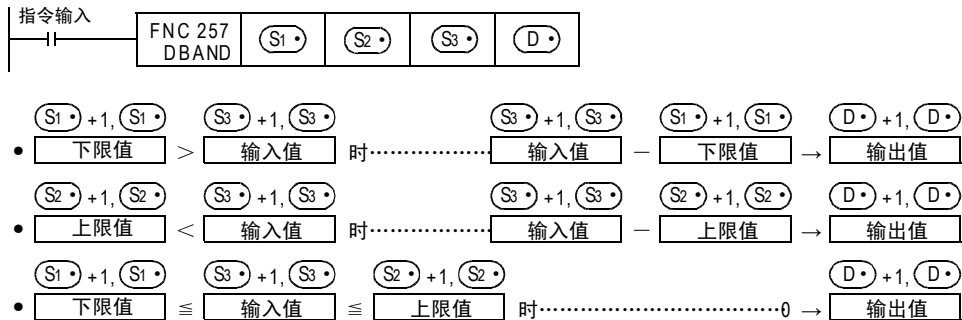 指令输入
FNC 257
DBAND
S1・ S2・ S3・ D・
S1・ +1, S1・ S3・ +1, S3・ S3・ +1, S3・ S1・ +1, S1・ D・ +1, D・
• 下限值 > 输入值 时……………… 输入值 － 下限值 → 输出值
S2・ +1, S2・ S3・ +1, S3・ S3・ +1, S3・ S2・ +1, S2・ D・ +1, D・
• 上限值 < 输入值 时……………… 输入值 － 上限值 → 输出值
S1・ +1, S1・ S3・ +1, S3・ S2・ +1, S2・ D・ +1, D・
• 下限值 ≦ 输入值 ≦ 上限值 时………………………………0 → 输出值